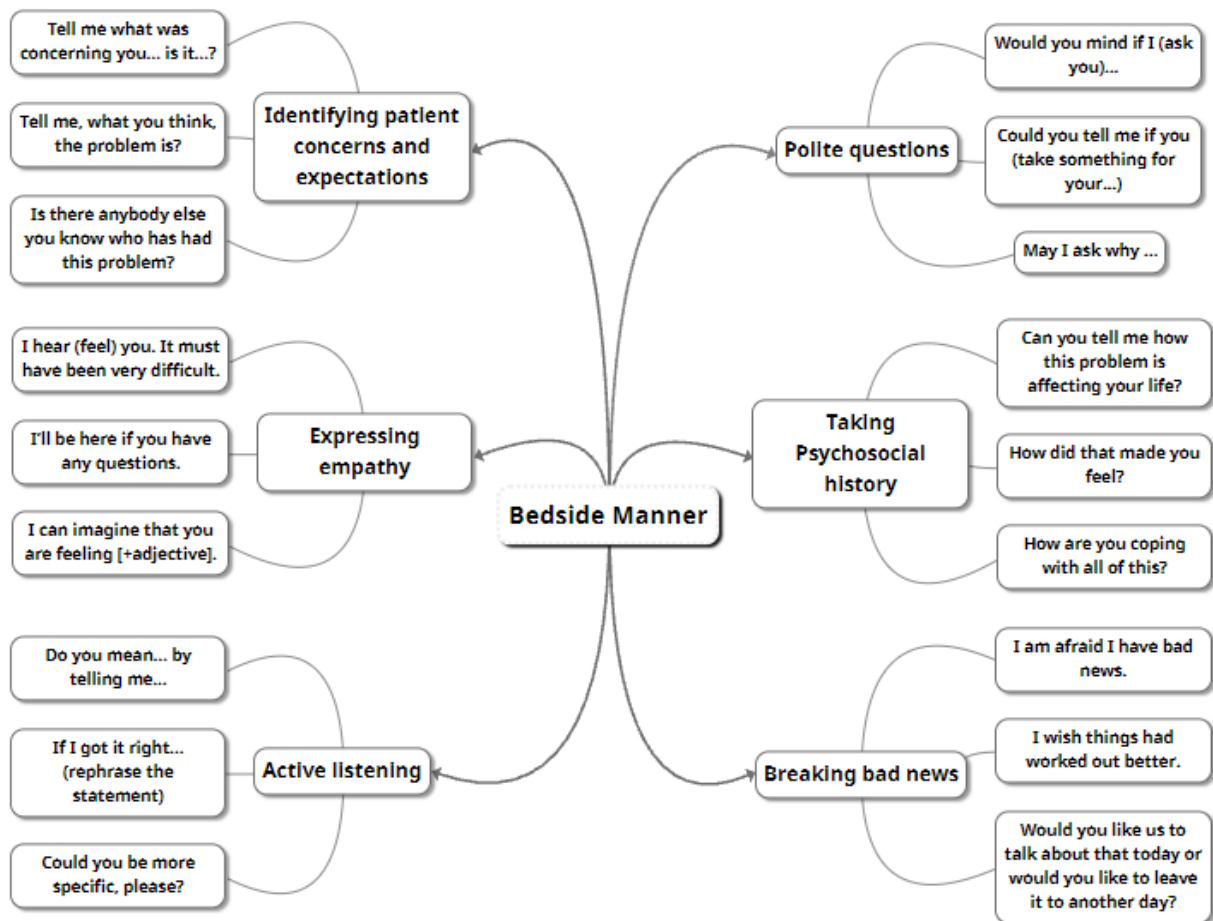 Tell me what was
concerning you... is it...?
Tell me, what you think,
the problem is?
Is there anybody else
you know who has had
this problem?
Identifying patient
concerns and
expectations
I hear (feel) you. It must
have been very difficult.
I'll be here if you have
any questions.
I can imagine that you
are feeling [+adjective].
Expressing
empathy
Do you mean... by
telling me...
If I got it right...
(rephrase the
statement)
Could you be more
specific, please?
Active listening
Bedside Manner
Polite questions
Would you mind if I (ask
you)...
Could you tell me if you
(take something for
your...)
May I ask why ...
Taking
Psychosocial
history
Can you tell me how
this problem is
affecting your life?
How did that made you
feel?
How are you coping
with all of this?
Breaking bad news
I am afraid I have bad
news.
I wish things had
worked out better.
Would you like us to
talk about that today or
would you like to leave
it to another day?